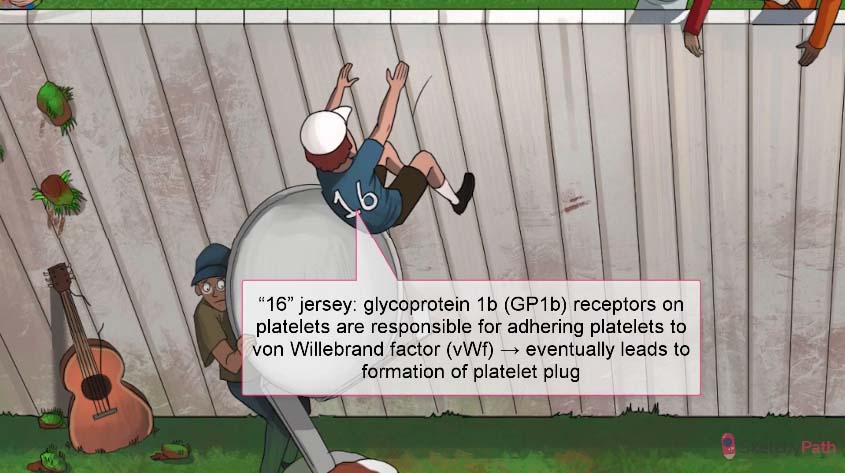 16
“16” jersey: glycoprotein 1b (GP1b) receptors on
platelets are responsible for adhering platelets to
von Willebrand factor (vWf) → eventually leads to
formation of platelet plug
SketchyPath